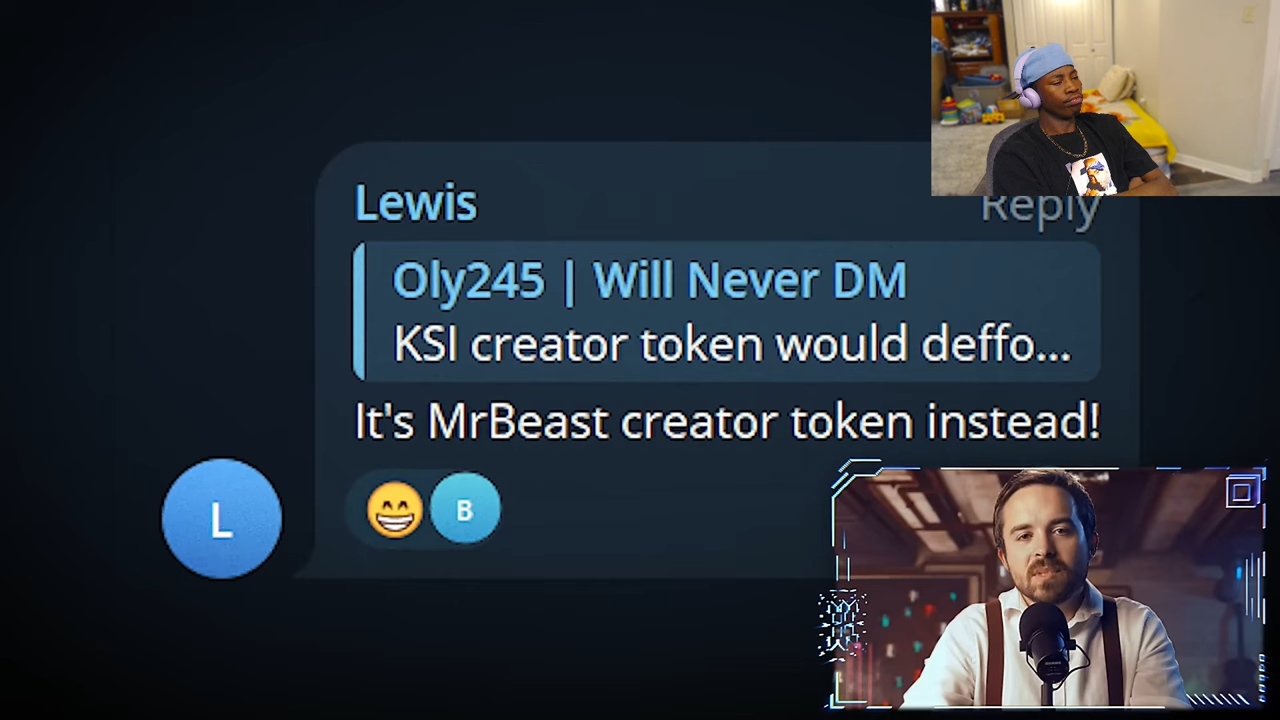 Lewis
Reply
Oly245 | Will Never DM
KSI creator token would deffo...
It's MrBeast creator token instead!
L
B